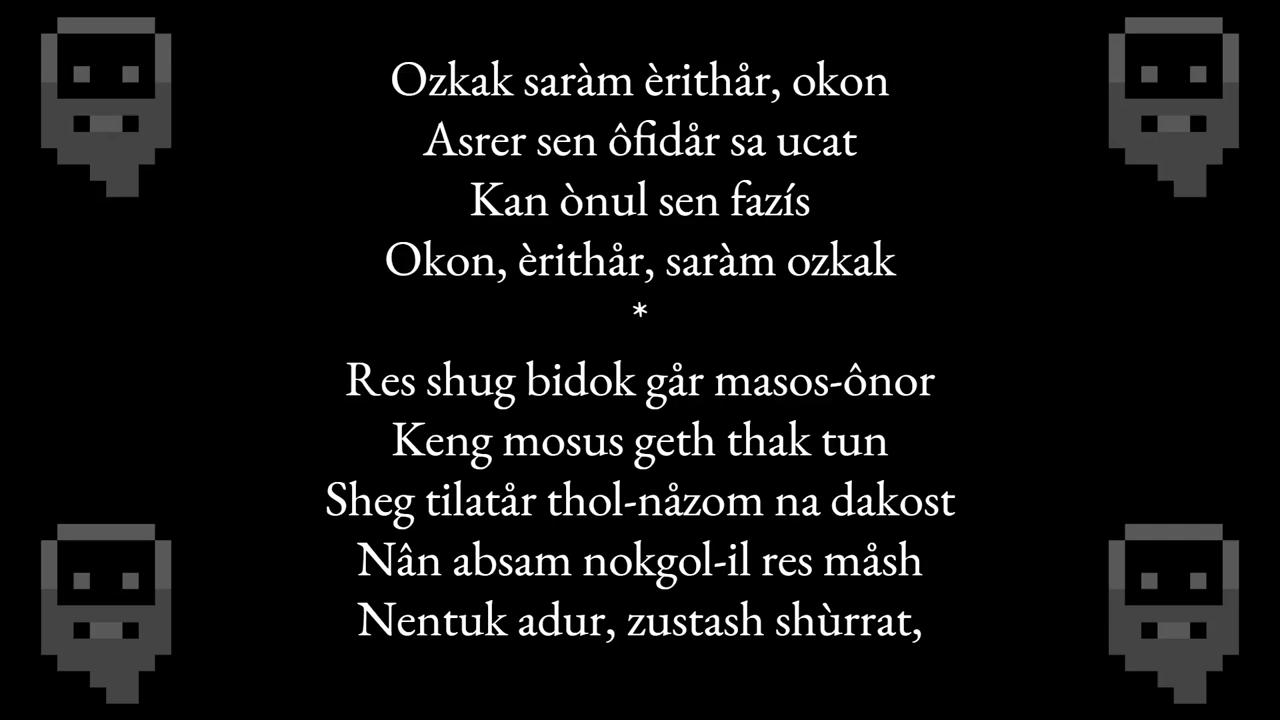 Ozkak saràm èrithår, okon
Asrer sen ôfidår sa ucat
Kan ònul sen fazís
Okon, èrithår, saràm ozkak
*
Res shug bidok går masos-ônor
Keng mosus geth thak tun
Sheg tilatår thol-nåzom na dakost
Nân absam nokgol-il res måsh
Nentuk adur, zustash shùrrat,